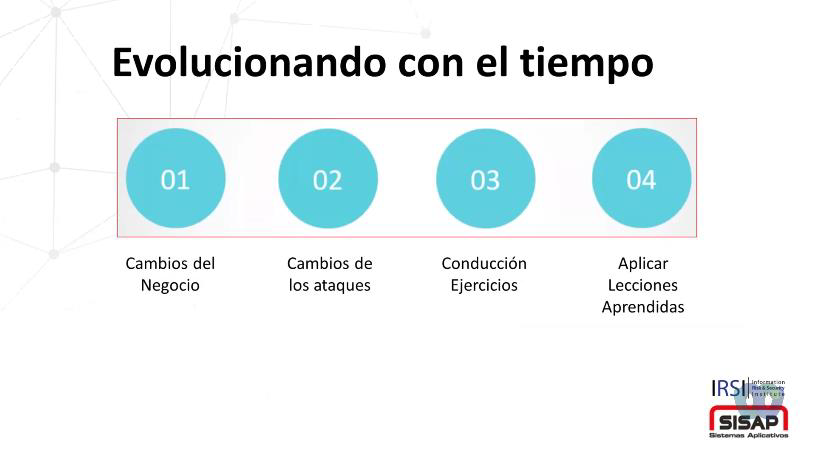 Evolucionando con el tiempo
01 02 03 04
Cambios del
Negocio
Cambios de
los ataques
Conducción
Ejercicios
Aplicar
Lecciones
Aprendidas
IRSI
Information
Risk & Security
Institute
SISAP
Sistemas Aplicativos